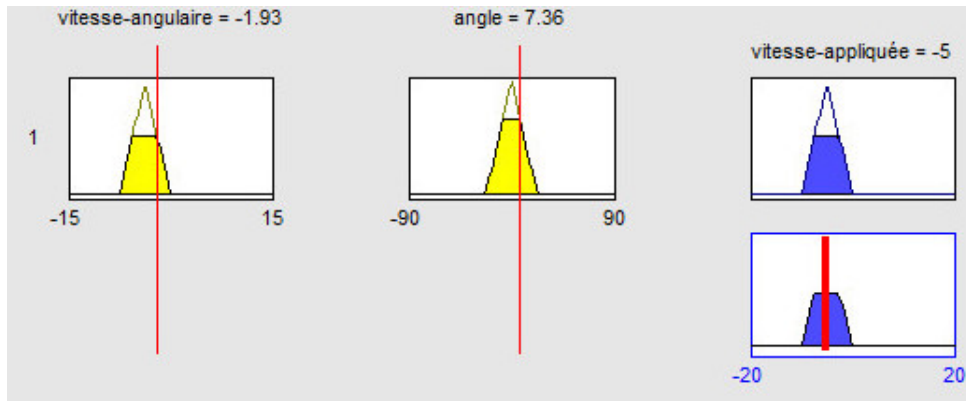 vitesse-angulaire = -1.93
angle = 7.36
vitesse-appliquée = -5
1
-15
15
-90
90
-20
20